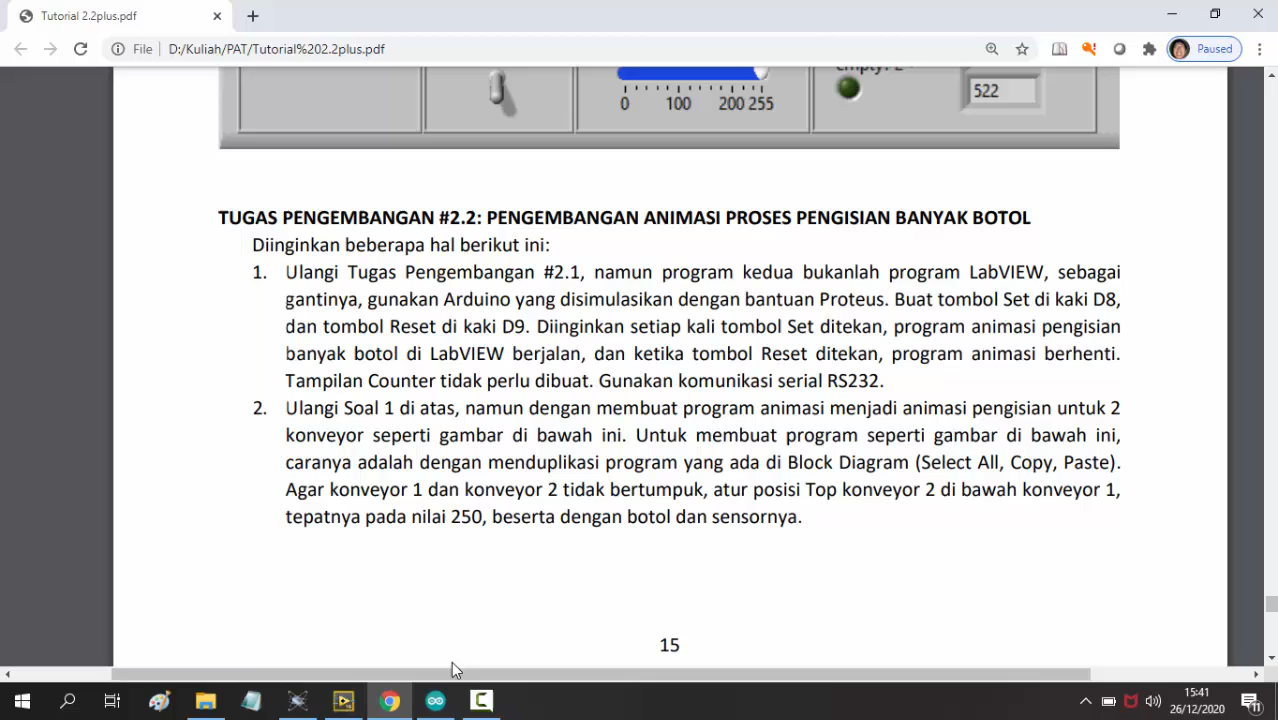 Tutorial 2.2plus.pdf
File
D:/Kuliah/PAT/Tutorial%202.2plus.pdf
Paused
empty? 2
0 100 200 255
522
TUGAS PENGEMBANGAN #2.2: PENGEMBANGAN ANIMASI PROSES PENGISIAN BANYAK BOTOL
Diinginkan beberapa hal berikut ini:
1. Ulangi Tugas Pengembangan #2.1, namun program kedua bukanlah program LabVIEW, sebagai
gantinya, gunakan Arduino yang disimulasikan dengan bantuan Proteus. Buat tombol Set di kaki D8,
dan tombol Reset di kaki D9. Diinginkan setiap kali tombol Set ditekan, program animasi pengisian
banyak botol di LabVIEW berjalan, dan ketika tombol Reset ditekan, program animasi berhenti.
Tampilan Counter tidak perlu dibuat. Gunakan komunikasi serial RS232.
2. Ulangi Soal 1 di atas, namun dengan membuat program animasi menjadi animasi pengisian untuk 2
konveyor seperti gambar di bawah ini. Untuk membuat program seperti gambar di bawah ini,
caranya adalah dengan menduplikasi program yang ada di Block Diagram (Select All, Copy, Paste).
Agar konveyor 1 dan konveyor 2 tidak bertumpuk, atur posisi Top konveyor 2 di bawah konveyor 1,
tepatnya pada nilai 250, beserta dengan botol dan sensornya.
15
15:41
26/12/2020